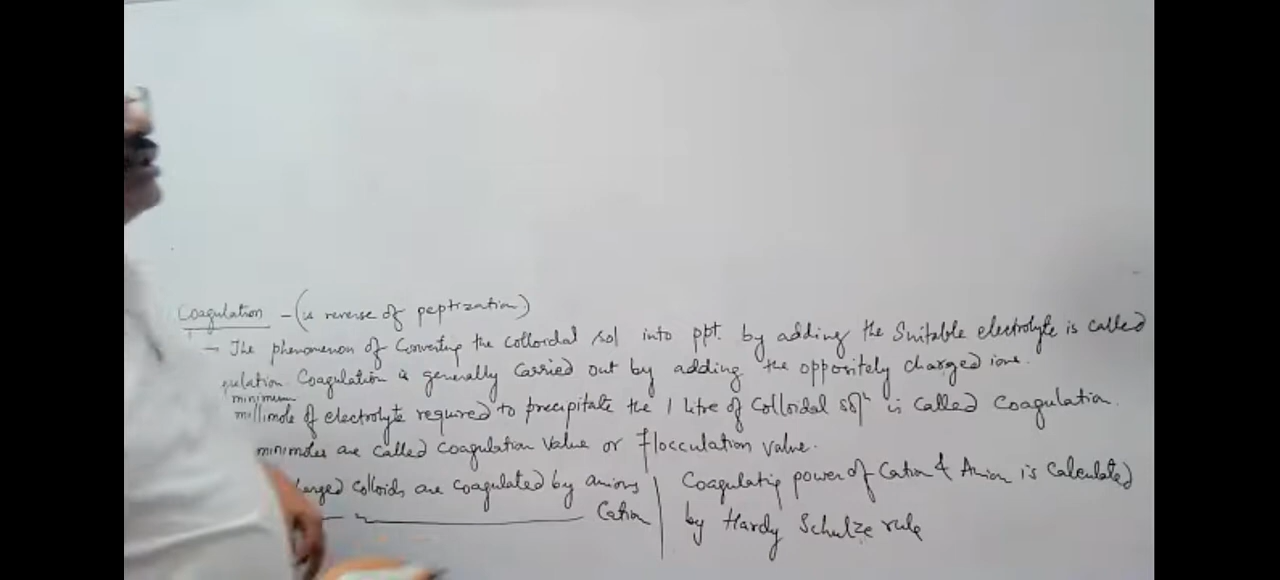 Coagulation - (is reverse of peptization)
→ The phenomenon of Converting the colloidal sol into ppt. by adding the Suitable electrolyte is called
gulation. Coagulation is generally carried out by adding the oppositely charged ions.
minimum
millimole of electrolyte required to precipitate the 1 Litre of Colloidal solⁿ is called Coagulation.
are called coagulation value or Flocculation value.
harged Colloids are coagulated by anions
Cation
Coagulating power of Cation & Anion is Calculated
by Hardy Schulze rule